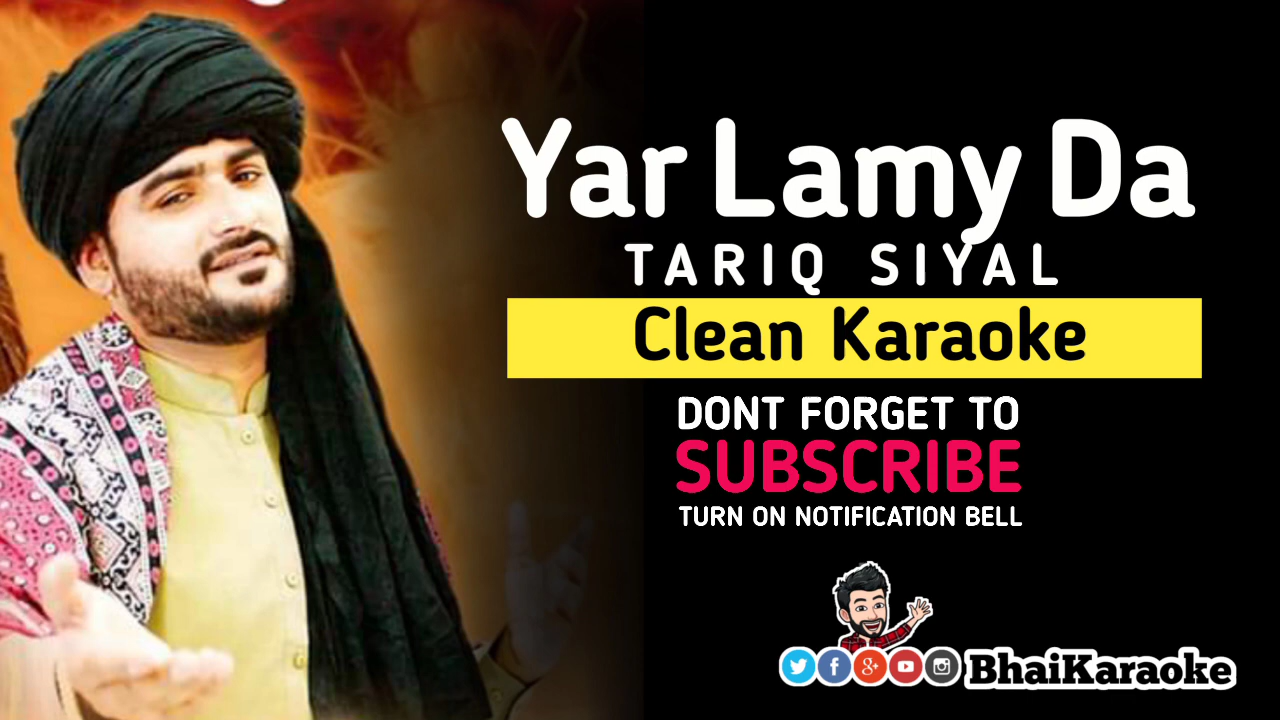 Yar Lamy Da
TARIQ SIYAL
Clean Karaoke
DONT FORGET TO
SUBSCRIBE
TURN ON NOTIFICATION BELL
BhaiKaraoke